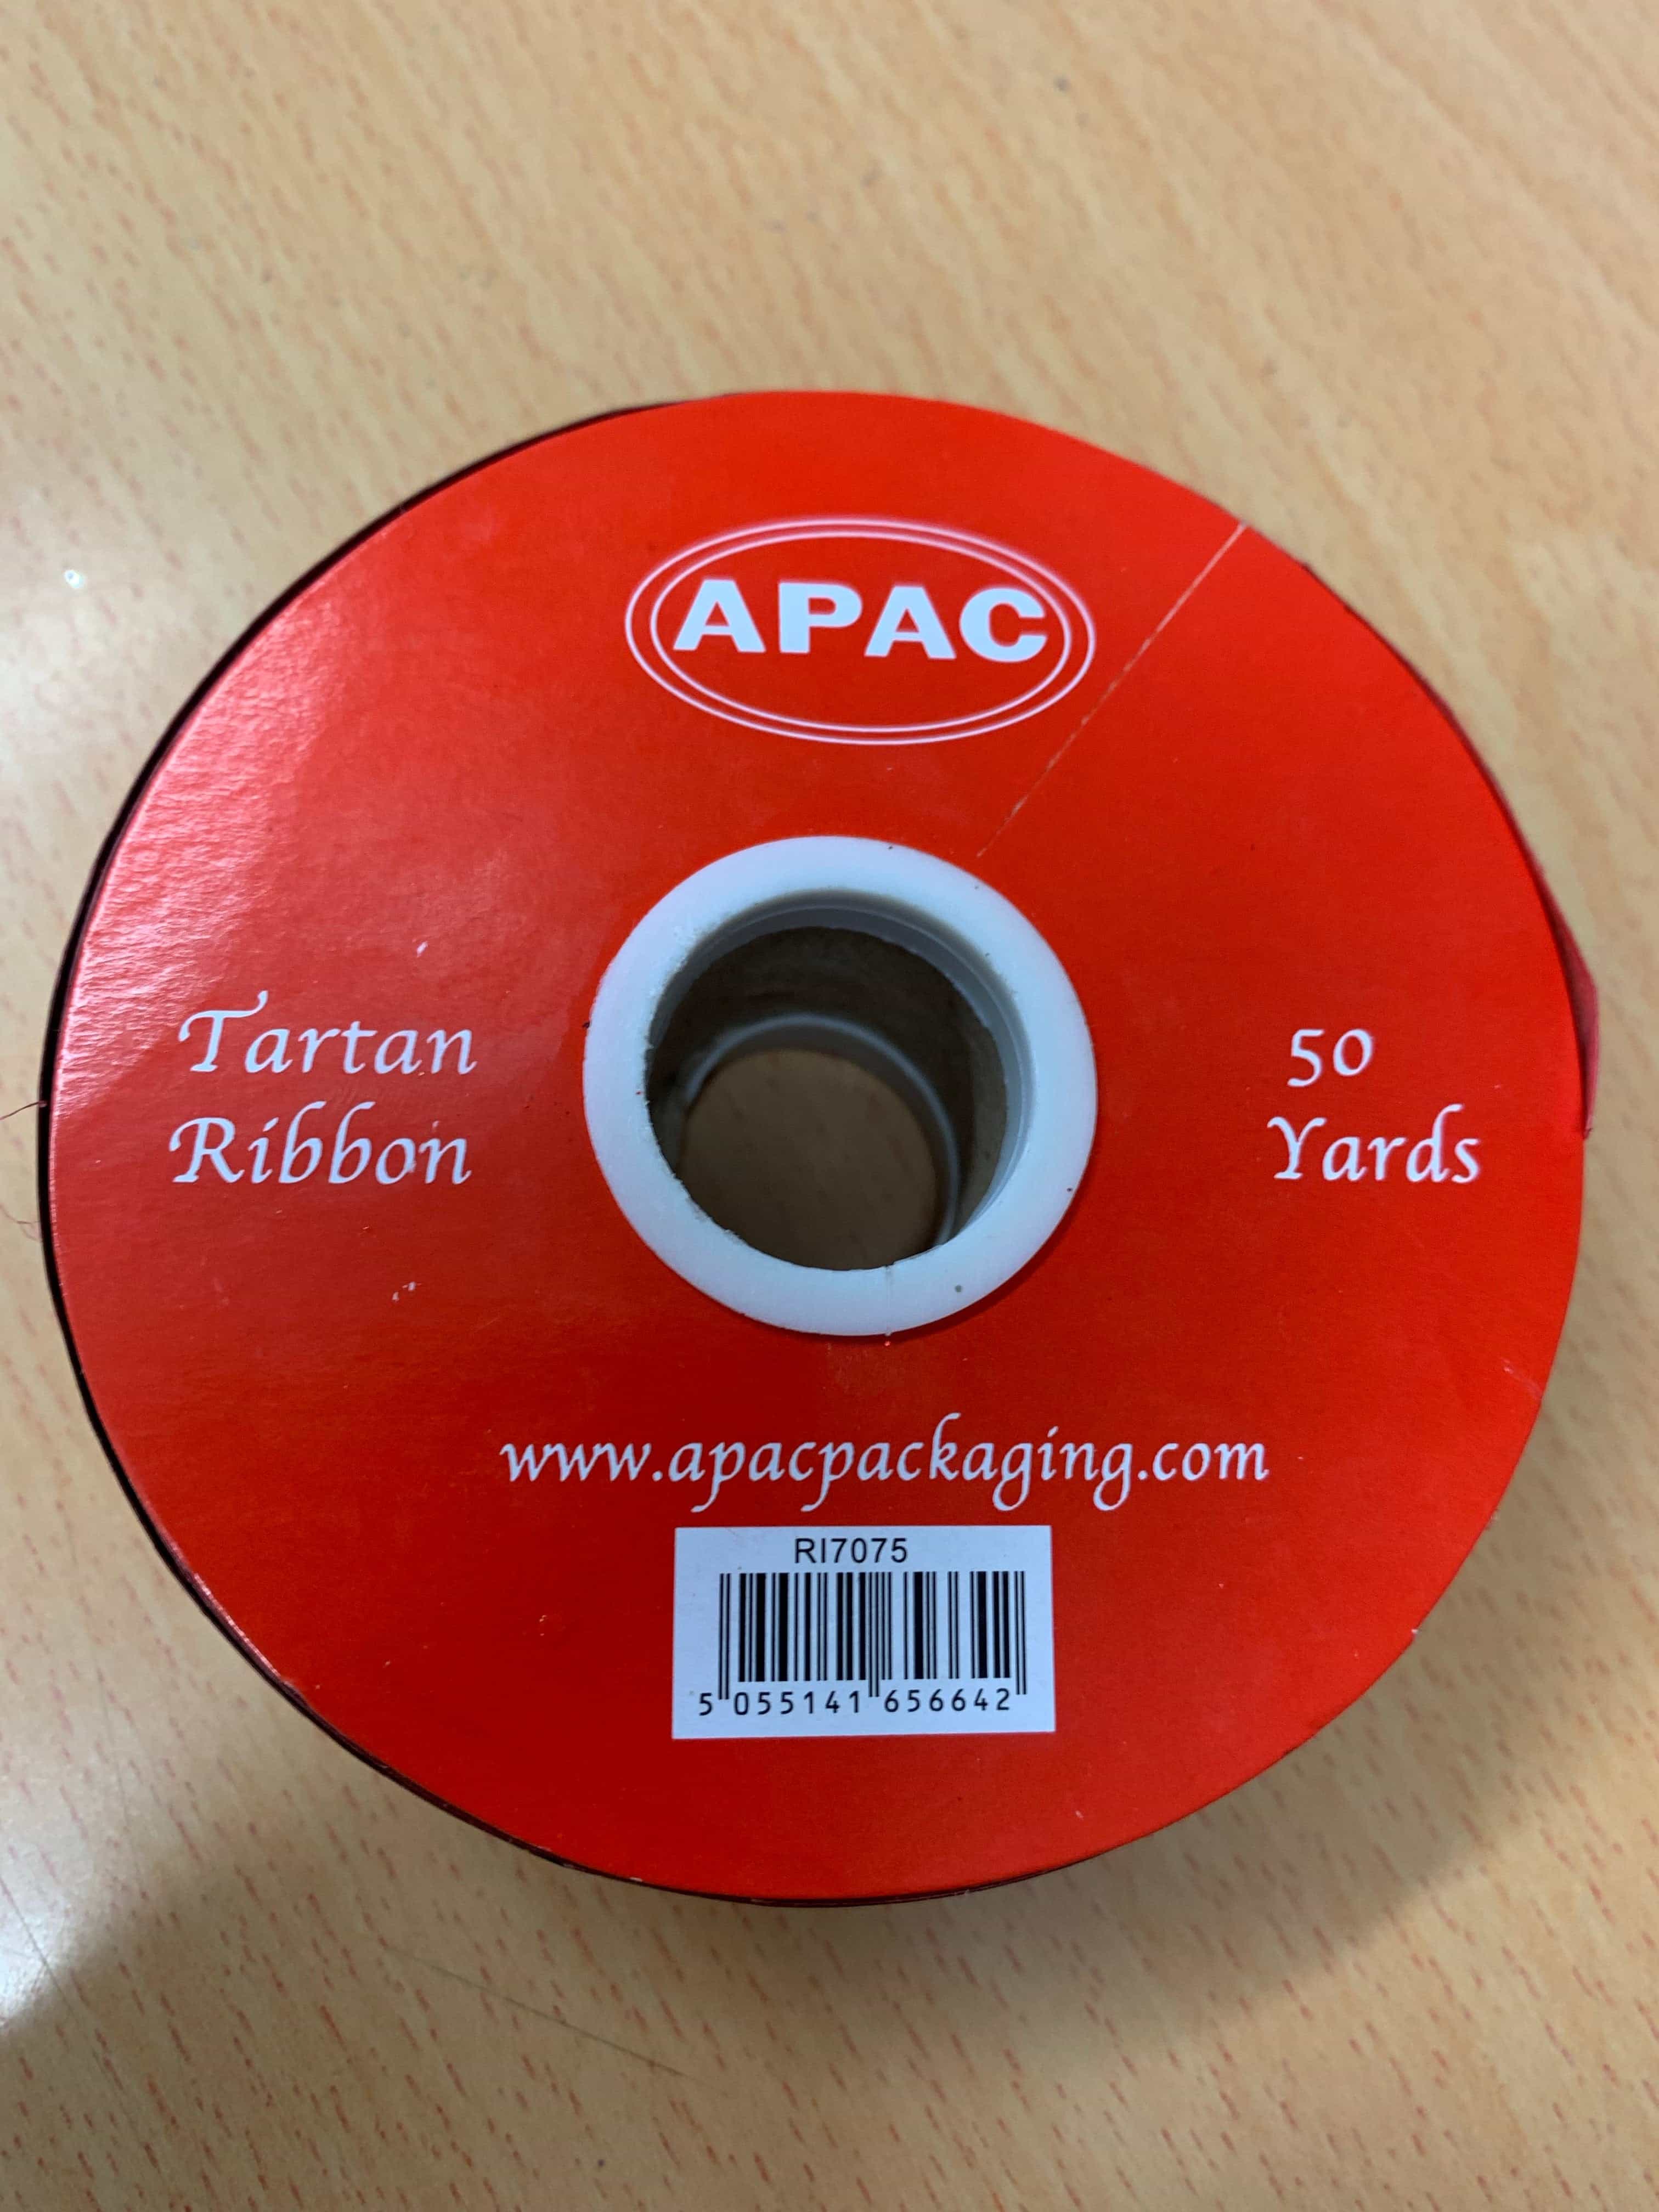 APAC
Tartan
Ribbon
50
Yards
www.apacpackaging.com
RI7075
5 055141 656642